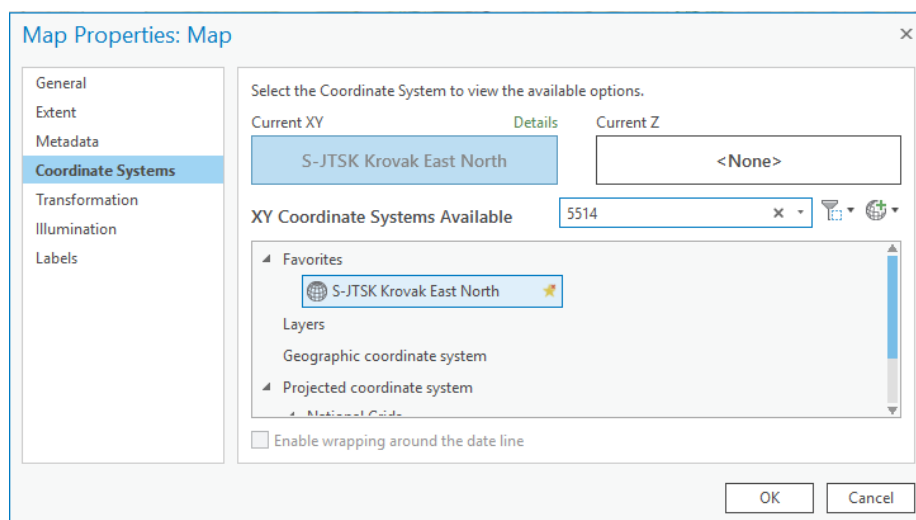 Map Properties: Map
General
Extent
Metadata
Coordinate Systems
Transformation
Illumination
Labels
Select the Coordinate System to view the available options.
Current XY Details Current Z
S-JTSK Krovak East North <None>
XY Coordinate Systems Available 5514
Favorites
S-JTSK Krovak East North
Layers
Geographic coordinate system
Projected coordinate system
National Grids
Enable wrapping around the date line
OK Cancel